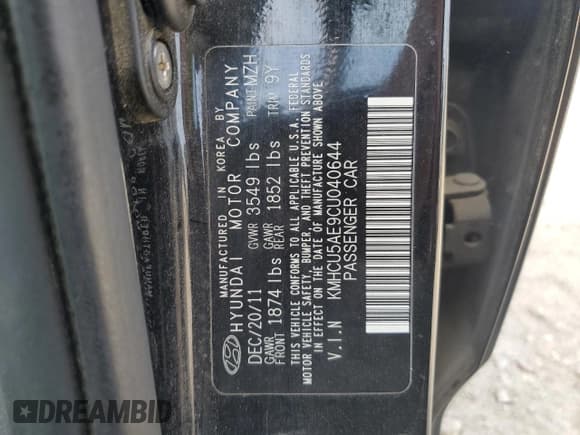 MANUFACTURED IN KOREA BY
HYUNDAI MOTOR COMPANY
DEC/20/11 GVWR 3549 lbs PAINT MZH
GAWR FRONT 1874 lbs GAWR REAR 1852 lbs TRIM 9Y
THIS VEHICLE CONFORMS TO ALL APPLICABLE U.S.A. FEDERAL
MOTOR VEHICLE SAFETY, BUMPER, AND THEFT PREVENTION STANDARDS
IN EFFECT ON THE DATE OF MANUFACTURE SHOWN ABOVE
V.I.N KMHCU5AE9CU040644
PASSENGER CAR
DREAMBID